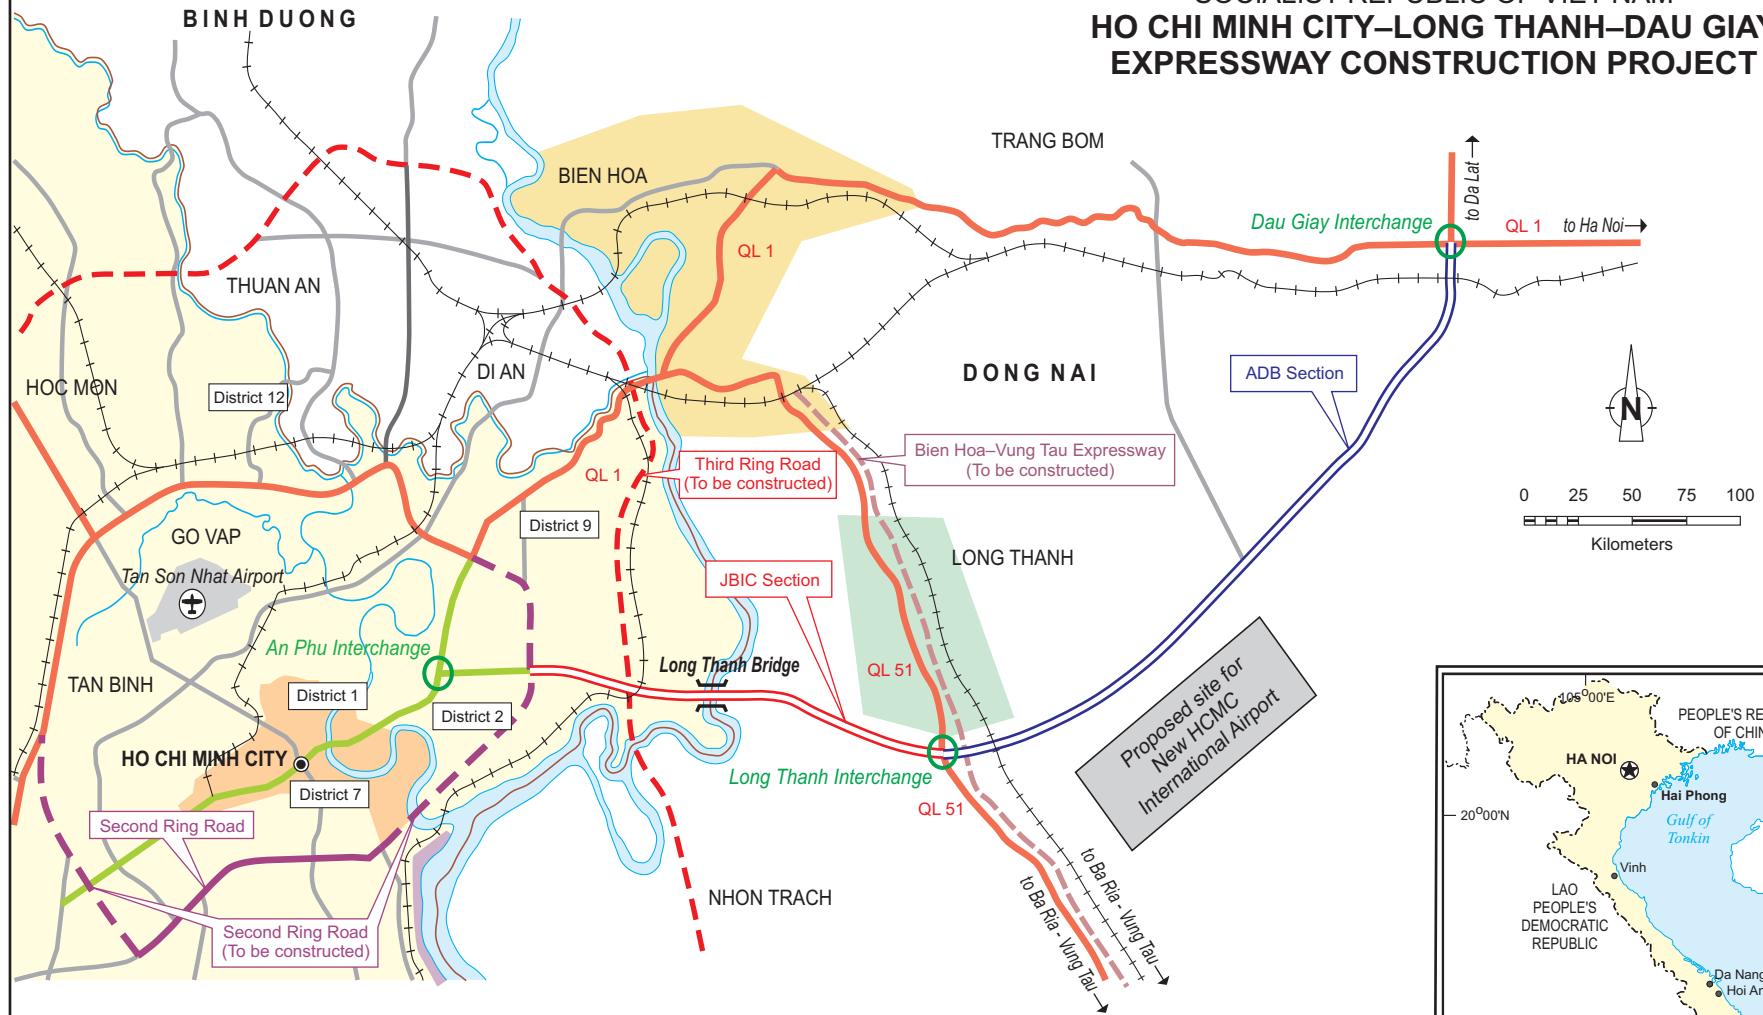 SOCIALIST REPUBLIC OF VIET NAM
HO CHI MINH CITY–LONG THANH–DAU GIAY
EXPRESSWAY CONSTRUCTION PROJECT
BINH DUONG
TRANG BOM
BIEN HOA
to Da Lat
Dau Giay Interchange
QL 1
to Ha Noi
QL 1
THUAN AN
HOC MON
DI AN
DONG NAI
ADB Section
District 12
N
Bien Hoa–Vung Tau Expressway
(To be constructed)
Third Ring Road
(To be constructed)
QL 1
0 25 50 75 100
Kilometers
District 9
GO VAP
LONG THANH
Tan Son Nhat Airport
JBIC Section
An Phu Interchange
Long Thanh Bridge
QL 51
TAN BINH
District 1
District 2
Proposed site for
New HCMC
International Airport
HO CHI MINH CITY
District 7
Long Thanh Interchange
QL 51
Second Ring Road
NHON TRACH
Second Ring Road
(To be constructed)
to Ba Ria - Vung Tau
to Ba Ria - Vung Tau
105°00'E
PEOPLE'S RE
OF CHIN
HA NOI
Hai Phong
20°00'N
Gulf of
Tonkin
Vinh
LAO
PEOPLE'S
DEMOCRATIC
REPUBLIC
Da Nang
Hoi An